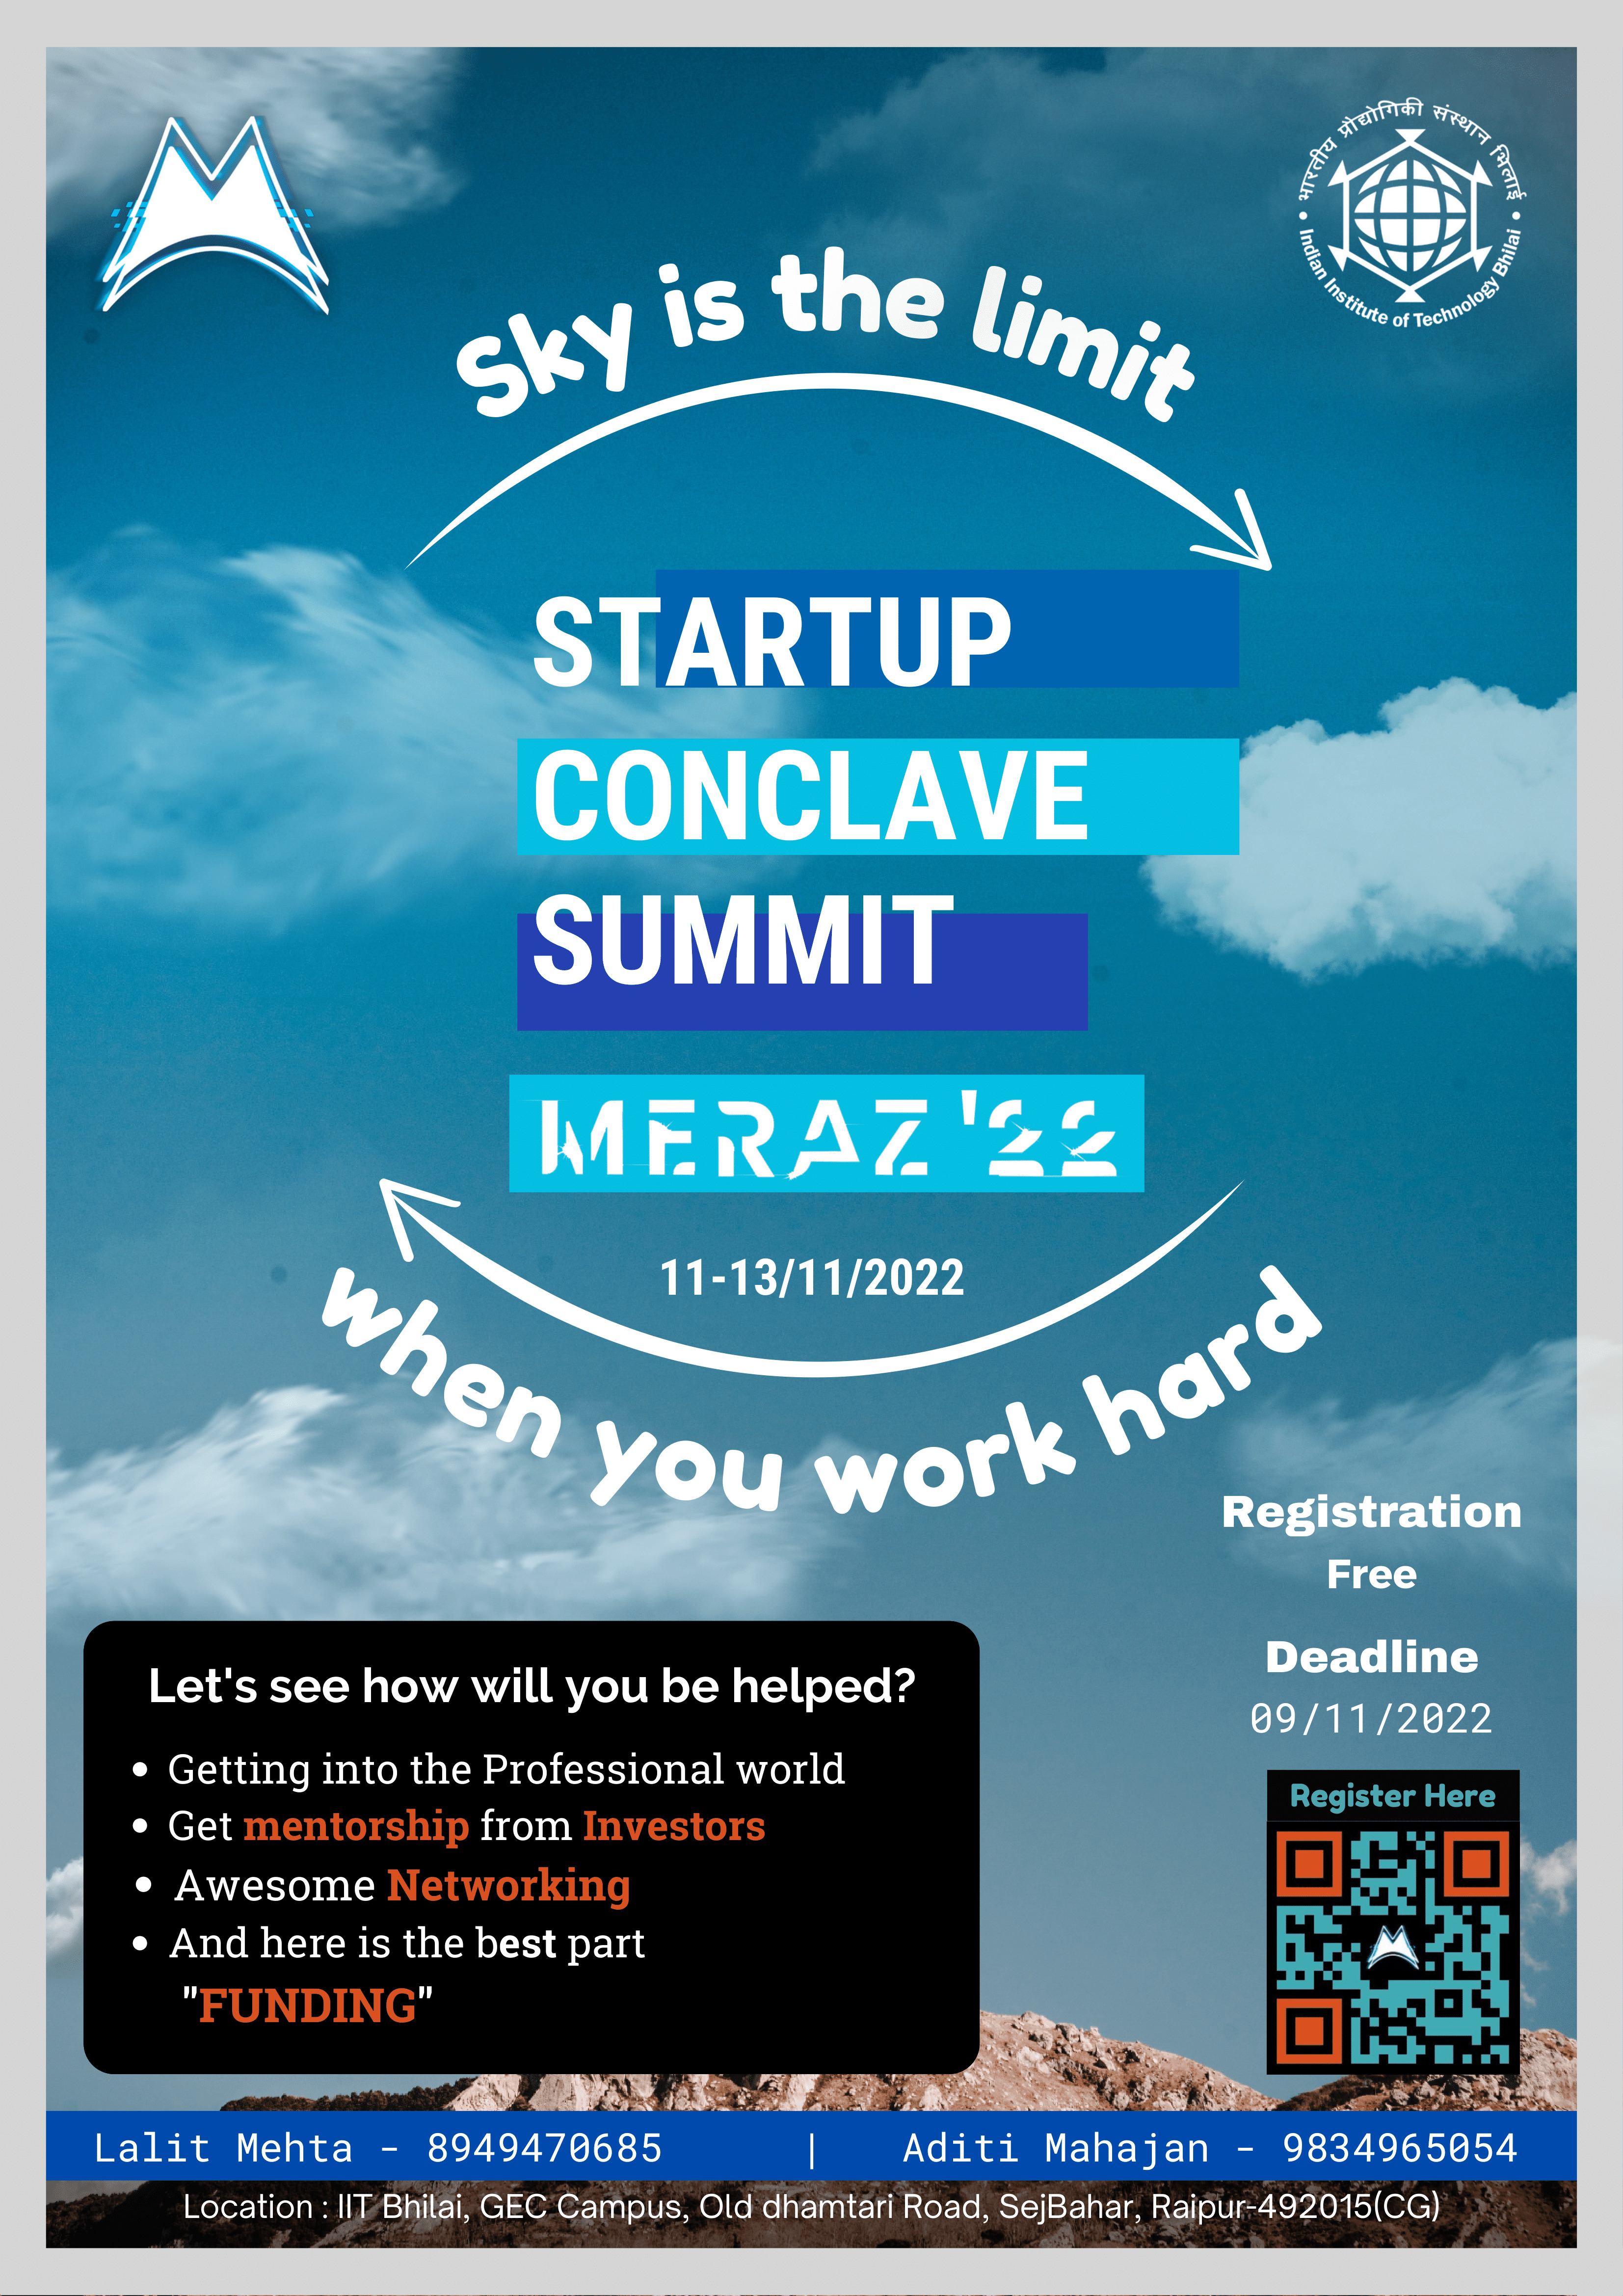 भारतीय प्रौद्योगिकी संस्थान भिलाई
Indian Institute of Technology Bhilai
Sky is the limit
STARTUP
CONCLAVE
SUMMIT
MERAZ '22
11-13/11/2022
when you work hard
Registration
Free
Deadline
09/11/2022
Register Here
Let's see how will you be helped?
• Getting into the Professional world
• Get mentorship from Investors
• Awesome Networking
• And here is the best part
"FUNDING"
Lalit Mehta - 8949470685 | Aditi Mahajan - 9834965054
Location : IIT Bhilai, GEC Campus, Old dhamtari Road, SejBahar, Raipur-492015(CG)